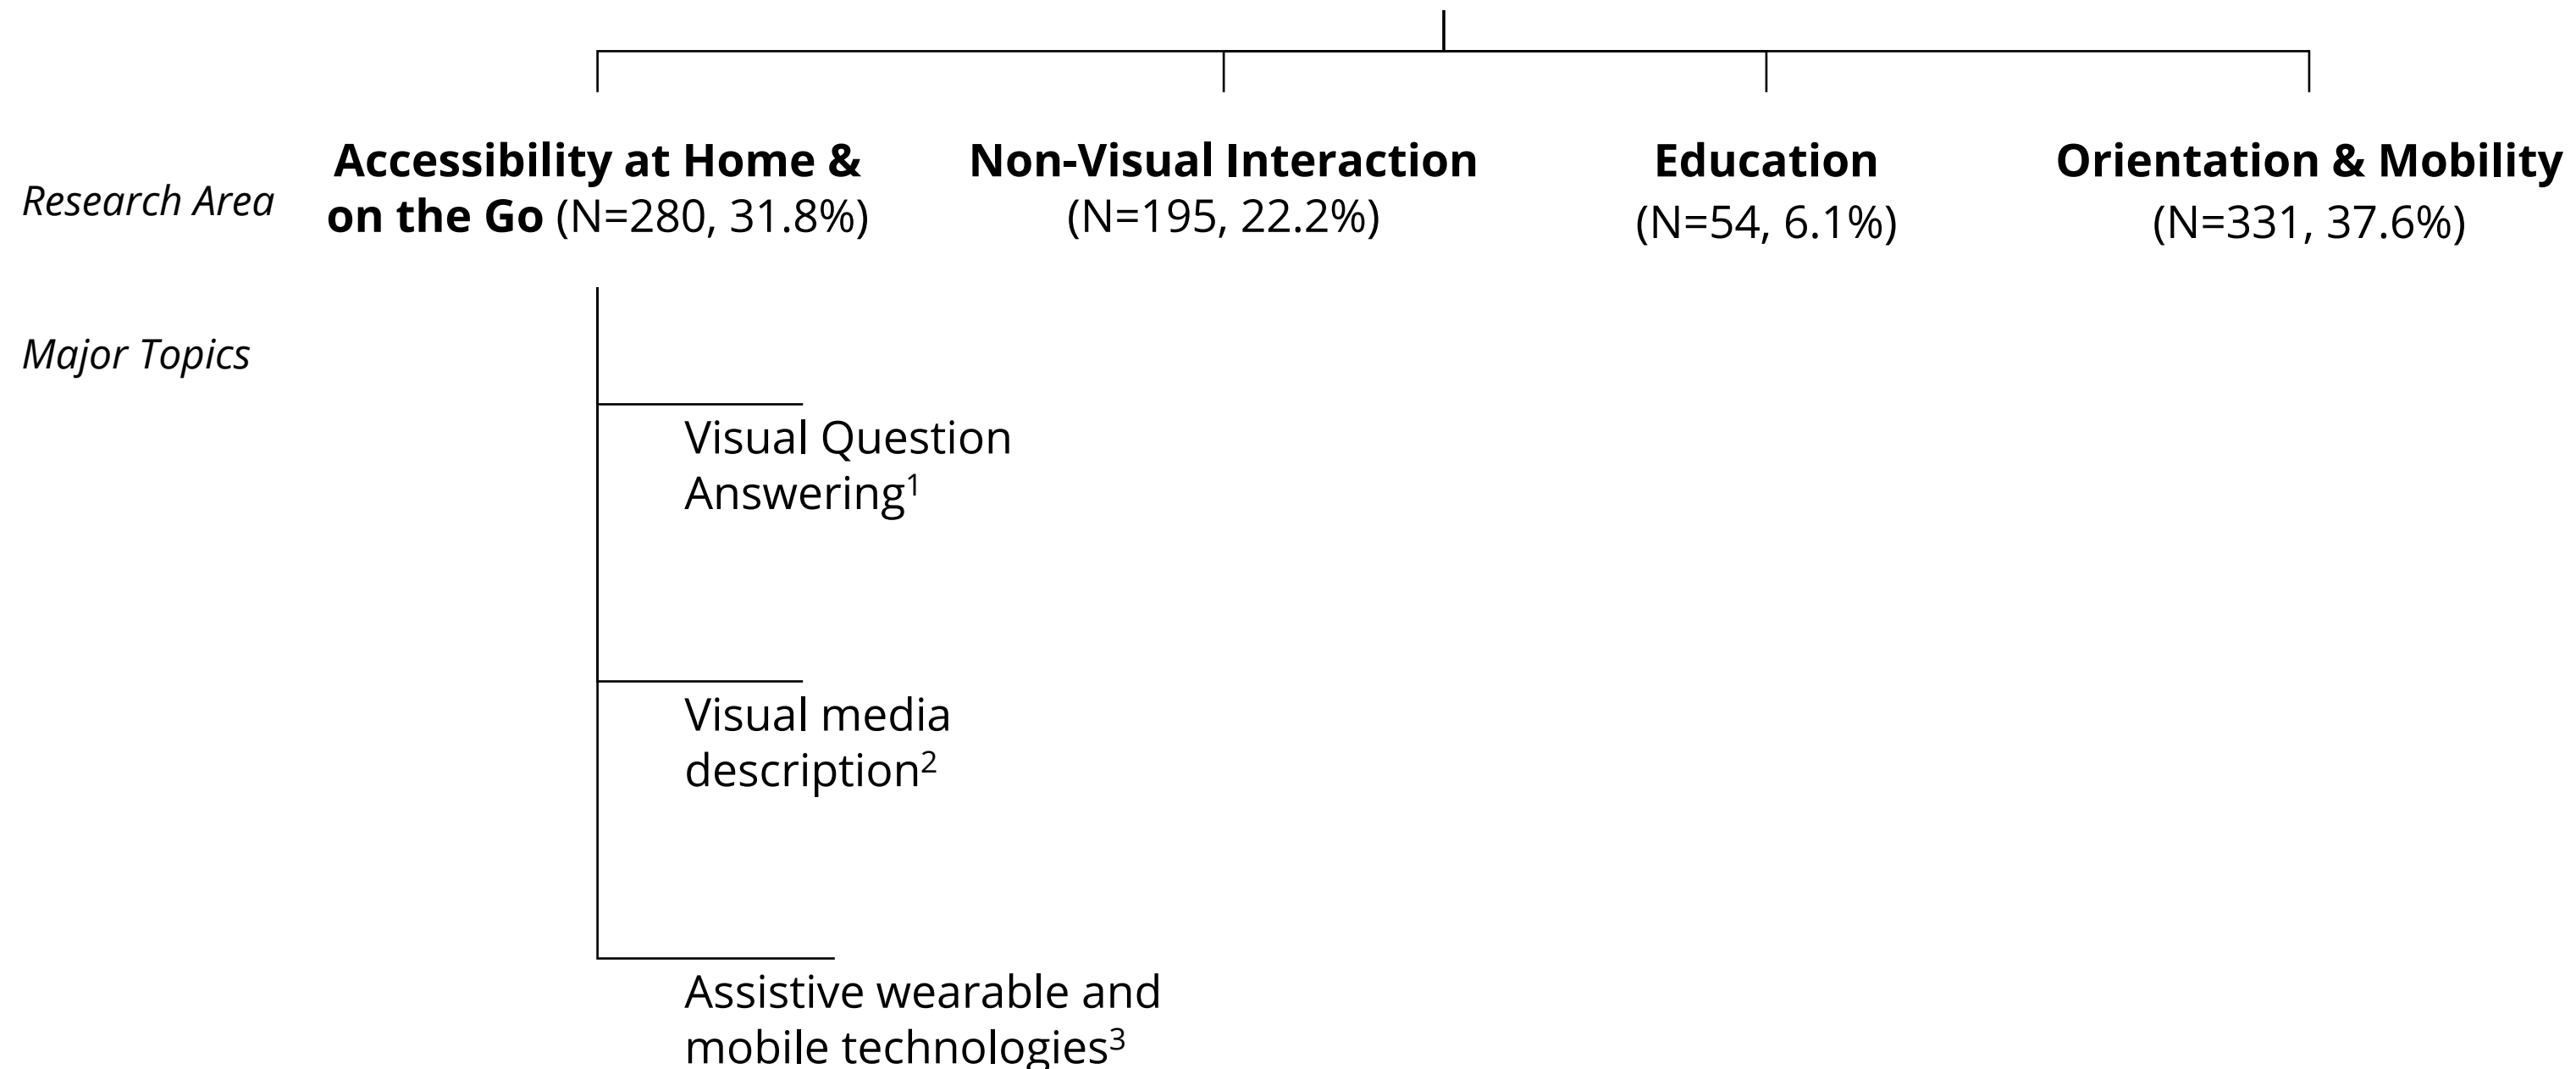 Research Area
Accessibility at Home &
on the Go (N=280, 31.8%)
Non-Visual Interaction
(N=195, 22.2%)
Education
(N=54, 6.1%)
Orientation & Mobility
(N=331, 37.6%)
Major Topics
Visual Question
Answering¹
Visual media
description²
Assistive wearable and
mobile technologies³